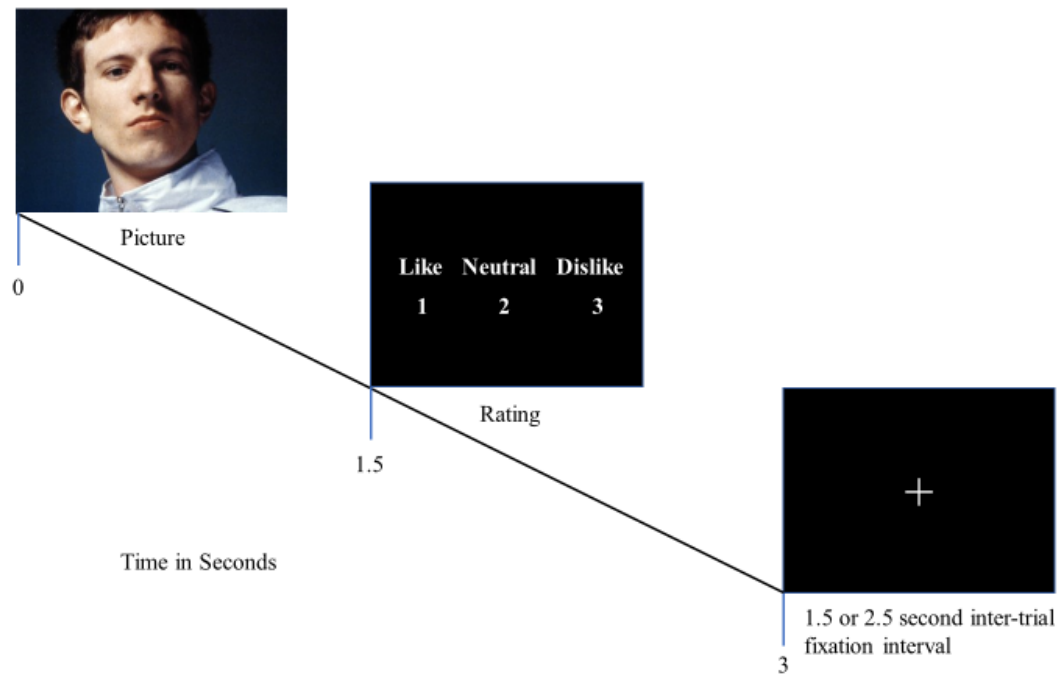 Picture
0
Like Neutral Dislike
1 2 3
Rating
1.5
Time in Seconds
1.5 or 2.5 second inter-trial
fixation interval
3